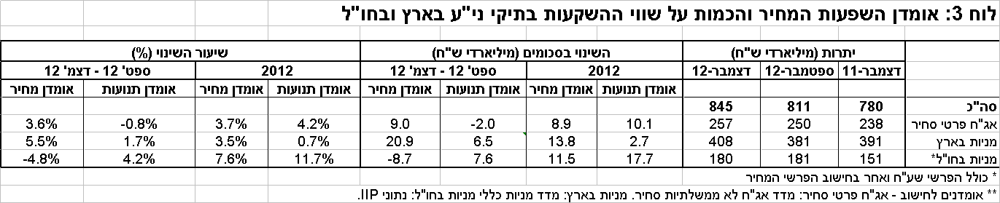 לוח 3: אומדן השפעות המחיר והכמות על שווי ההשקעות בתיקי ני"ע בארץ ובחו"ל
יתרות (מיליארדי ש"ח) השינוי בסכומים (מיליארדי ש"ח) שיעור השינוי (%)
דצמבר-11 ספטמבר-12 דצמבר-12 2012 ספט' 12 - דצמ' 12 2012 ספט' 12 - דצמ' 12
אומדן תנועות אומדן מחיר אומדן תנועות אומדן מחיר אומדן תנועות אומדן מחיר אומדן תנועות אומדן מחיר
סה"כ 780 811 845
אג"ח פרטי סחיר 238 250 257 10.1 8.9 -2.0 9.0 4.2% 3.7% -0.8% 3.6%
מניות בארץ 391 381 408 2.7 13.8 6.5 20.9 0.7% 3.5% 1.7% 5.5%
מניות בחו"ל* 151 181 180 17.7 11.5 7.6 -8.7 11.7% 7.6% 4.2% -4.8%
* כולל הפרשי שע"ח ואחר בחישוב הפרשי המחיר
** אומדנים לחישוב - אג"ח פרטי סחיר: מדד אג"ח לא ממשלתיות סחיר. מניות בארץ: מדד מניות כללי מניות בחו"ל: נתוני IIP.